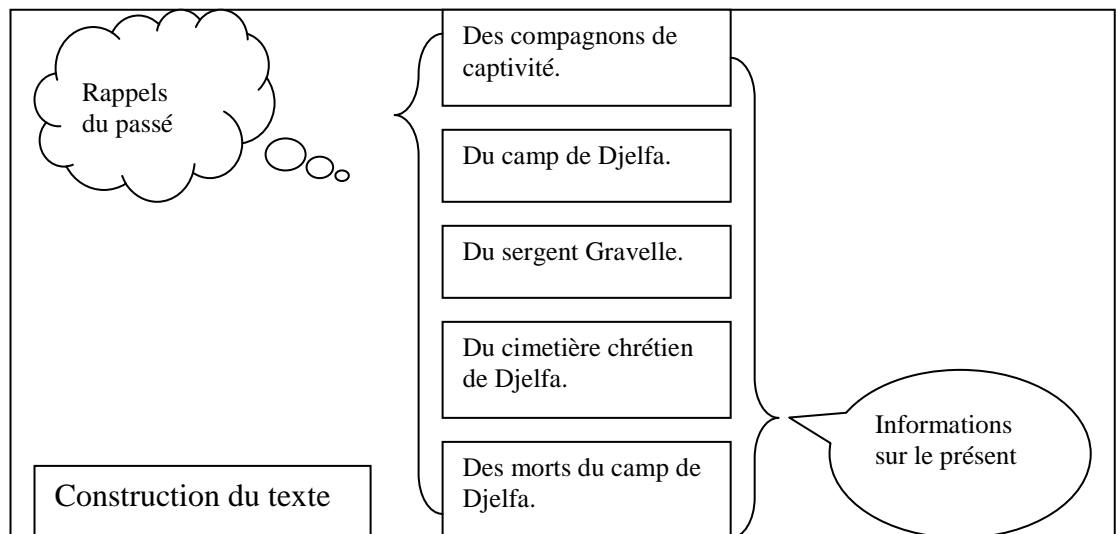 Rappels
du passé
Des compagnons de
captivité.
Du camp de Djelfa.
Du sergent Gravelle.
Du cimetière chrétien
de Djelfa.
Des morts du camp de
Djelfa.
Informations
sur le présent
Construction du texte